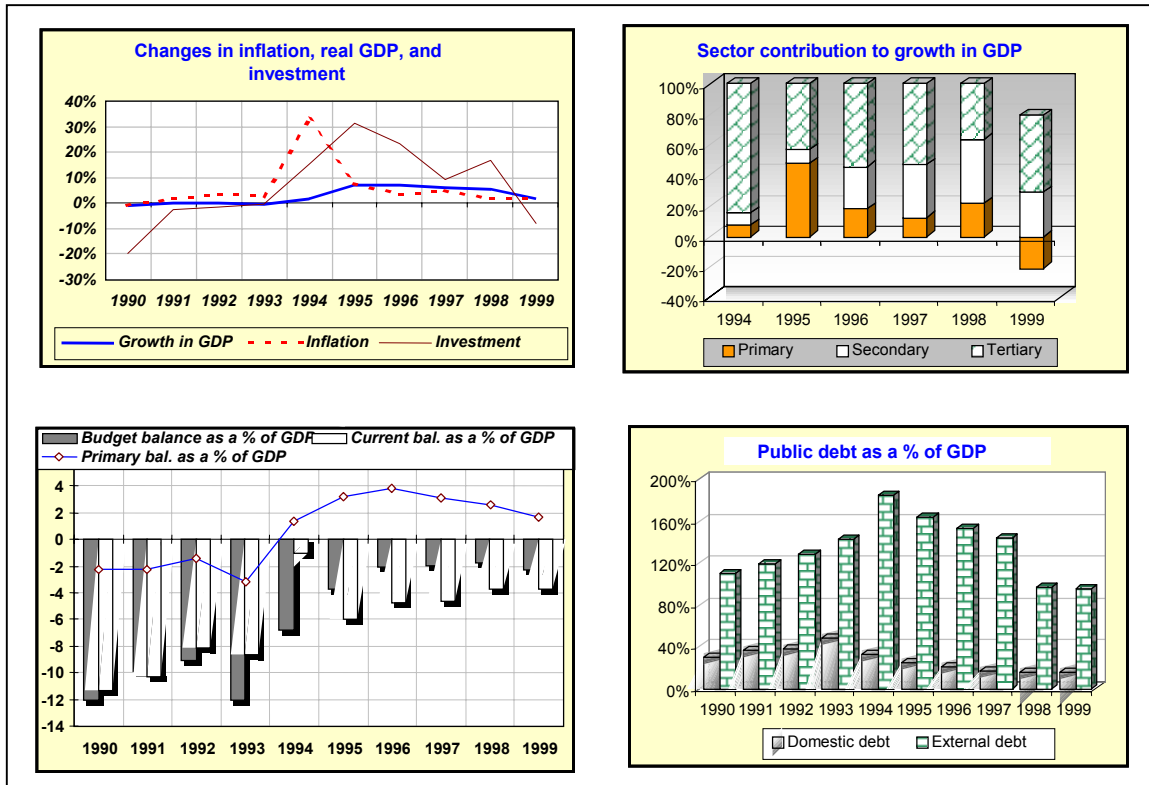 Changes in inflation, real GDP, and
investment
40%
30%
20%
10%
0%
-10%
-20%
-30%
1990 1991 1992 1993 1994 1995 1996 1997 1998 1999
Growth in GDP Inflation Investment
Sector contribution to growth in GDP
100%
80%
60%
40%
20%
0%
-20%
-40%
1994 1995 1996 1997 1998 1999
Primary Secondary Tertiary
Budget balance as a % of GDP Current bal. as a % of GDP
Primary bal. as a % of GDP
4
2
0
-2
-4
-6
-8
-10
-12
-14
1990 1991 1992 1993 1994 1995 1996 1997 1998 1999
Public debt as a % of GDP
200%
160%
120%
80%
40%
0%
1990 1991 1992 1993 1994 1995 1996 1997 1998 1999
Domestic debt External debt